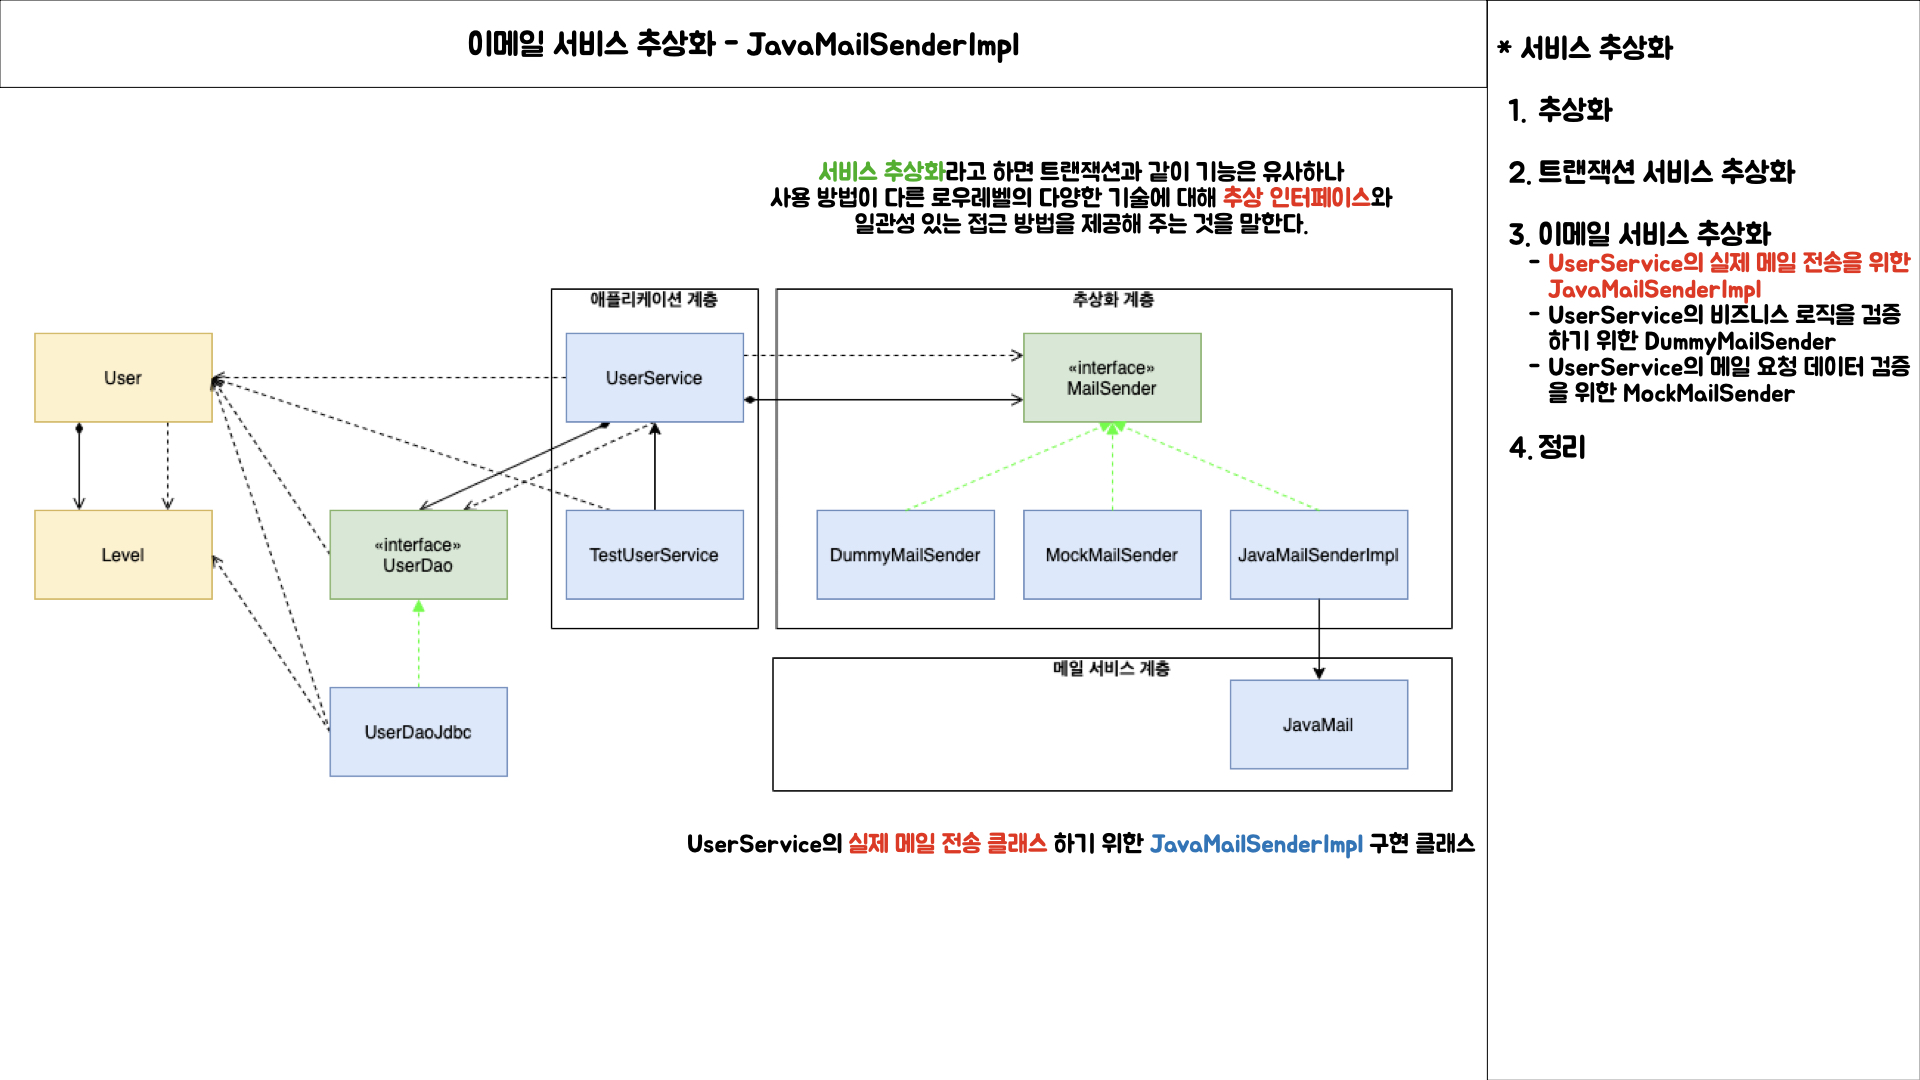 이메일 서비스 추상화 - JavaMailSenderImpl
서비스 추상화라고 하면 트랜잭션과 같이 기능은 유사하나
사용 방법이 다른 로우레벨의 다양한 기술에 대해 추상 인터페이스와
일관성 있는 접근 방법을 제공해 주는 것을 말한다.
애플리케이션 계층
추상화 계층
User
UserService
«interface»
MailSender
Level
«interface»
UserDao
TestUserService
DummyMailSender
MockMailSender
JavaMailSenderImpl
메일 서비스 계층
UserDaoJdbc
JavaMail
UserService의 실제 메일 전송 클래스 하기 위한 JavaMailSenderImpl 구현 클래스
* 서비스 추상화
1. 추상화
2. 트랜잭션 서비스 추상화
3. 이메일 서비스 추상화
- UserService의 실제 메일 전송을 위한
JavaMailSenderImpl
- UserService의 비즈니스 로직을 검증
하기 위한 DummyMailSender
- UserService의 메일 요청 데이터 검증
을 위한 MockMailSender
4. 정리